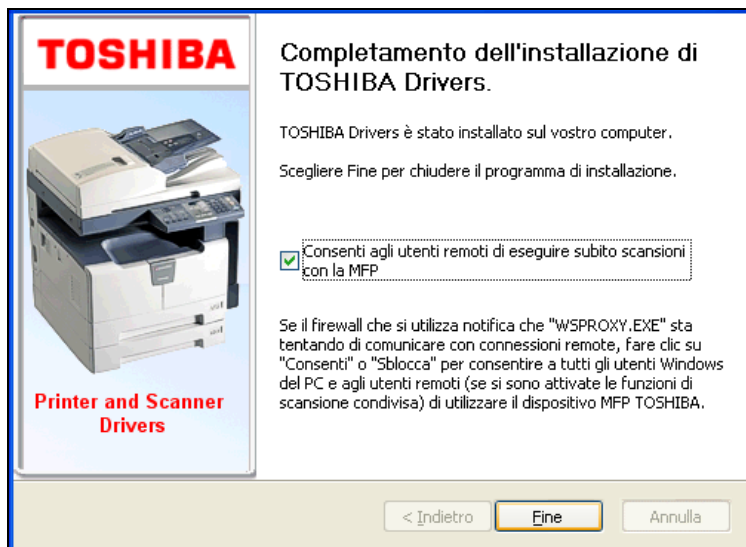 TOSHIBA
Printer and Scanner
Drivers
Completamento dell'installazione di
TOSHIBA Drivers.
TOSHIBA Drivers è stato installato sul vostro computer.
Scegliere Fine per chiudere il programma di installazione.
Consenti agli utenti remoti di eseguire subito scansioni
con la MFP
Se il firewall che si utilizza notifica che "WSPROXY.EXE" sta
tentando di comunicare con connessioni remote, fare clic su
"Consenti" o "Sblocca" per consentire a tutti gli utenti Windows
del PC e agli utenti remoti (se si sono attivate le funzioni di
scansione condivisa) di utilizzare il dispositivo MFP TOSHIBA.
< Indietro
Fine
Annulla